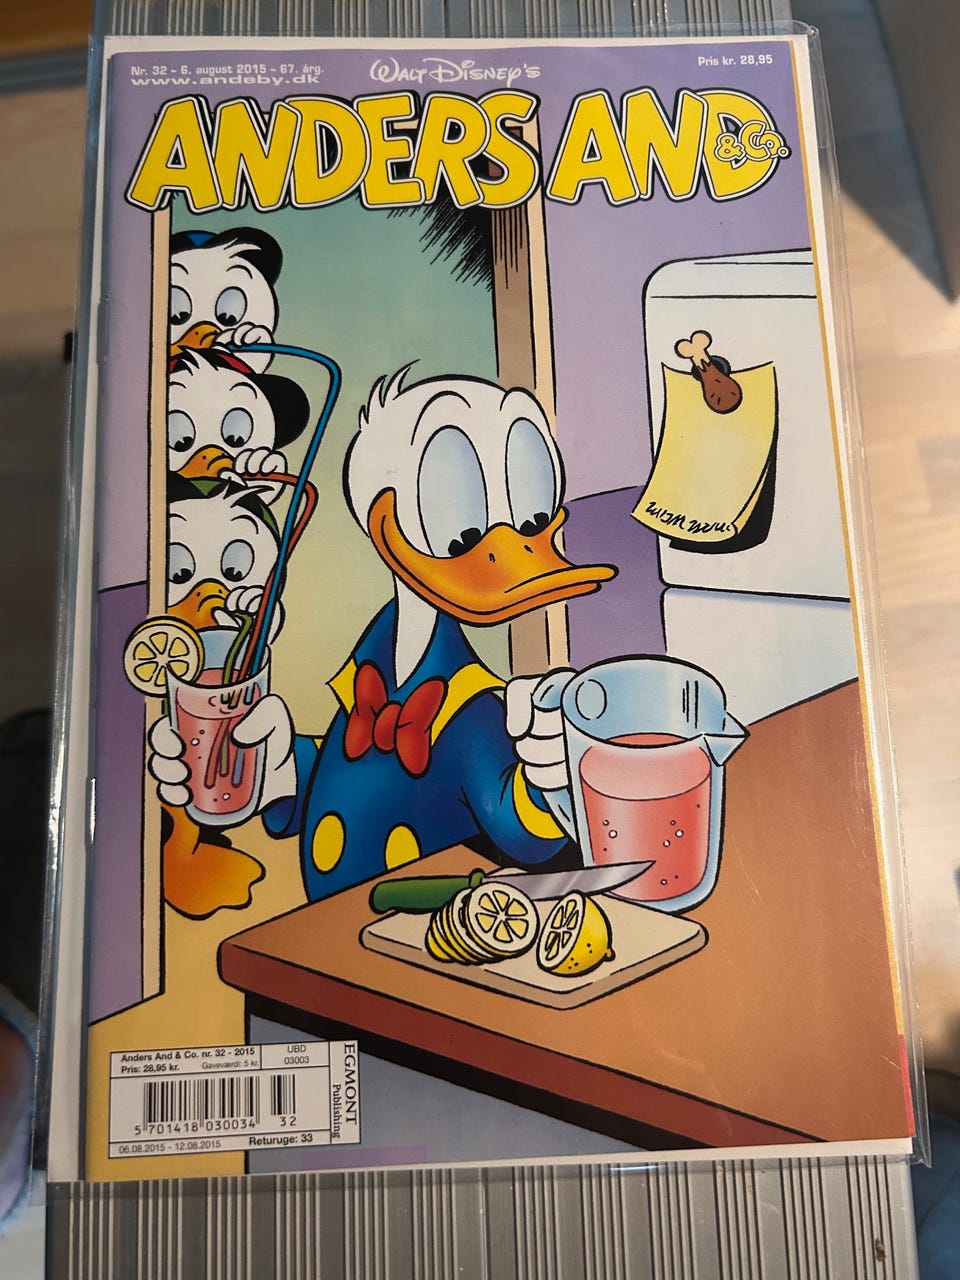 Nr. 32 - 6. august 2015 - 67. årg.
www.andeby.dk
WALT DISNEY'S
Pris kr. 28,95
ANDERS AND
& Co.
Anders And & Co. nr. 32 - 2015
Pris: 28,95 kr.
Gaveværdi: 5 kr.
UBD
03003
EGMONT
Publishing
5 701418 030034
32
06.08.2015 - 12.08.2015
Returuge: 33